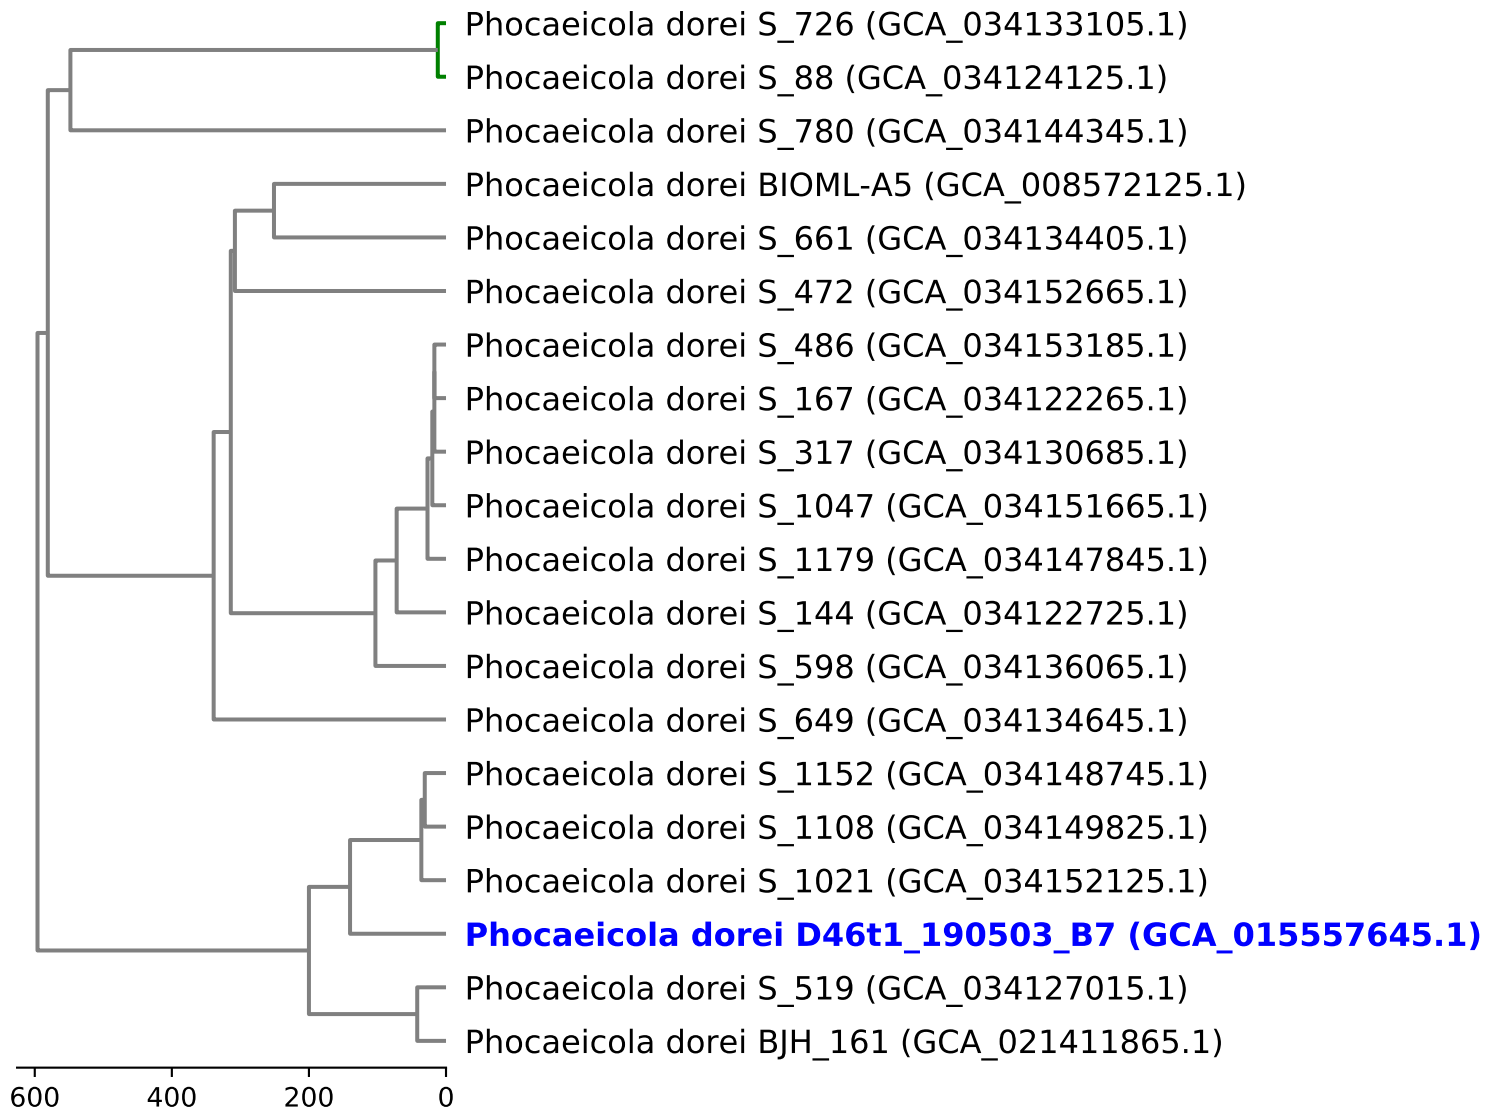 Phocaeicola dorei S_726 (GCA_034133105.1)
Phocaeicola dorei S_88 (GCA_034124125.1)
Phocaeicola dorei S_780 (GCA_034144345.1)
Phocaeicola dorei BIOML-A5 (GCA_008572125.1)
Phocaeicola dorei S_661 (GCA_034134405.1)
Phocaeicola dorei S_472 (GCA_034152665.1)
Phocaeicola dorei S_486 (GCA_034153185.1)
Phocaeicola dorei S_167 (GCA_034122265.1)
Phocaeicola dorei S_317 (GCA_034130685.1)
Phocaeicola dorei S_1047 (GCA_034151665.1)
Phocaeicola dorei S_1179 (GCA_034147845.1)
Phocaeicola dorei S_144 (GCA_034122725.1)
Phocaeicola dorei S_598 (GCA_034136065.1)
Phocaeicola dorei S_649 (GCA_034134645.1)
Phocaeicola dorei S_1152 (GCA_034148745.1)
Phocaeicola dorei S_1108 (GCA_034149825.1)
Phocaeicola dorei S_1021 (GCA_034152125.1)
Phocaeicola dorei D46t1_190503_B7 (GCA_015557645.1)
Phocaeicola dorei S_519 (GCA_034127015.1)
Phocaeicola dorei BJH_161 (GCA_021411865.1)
600 400 200 0